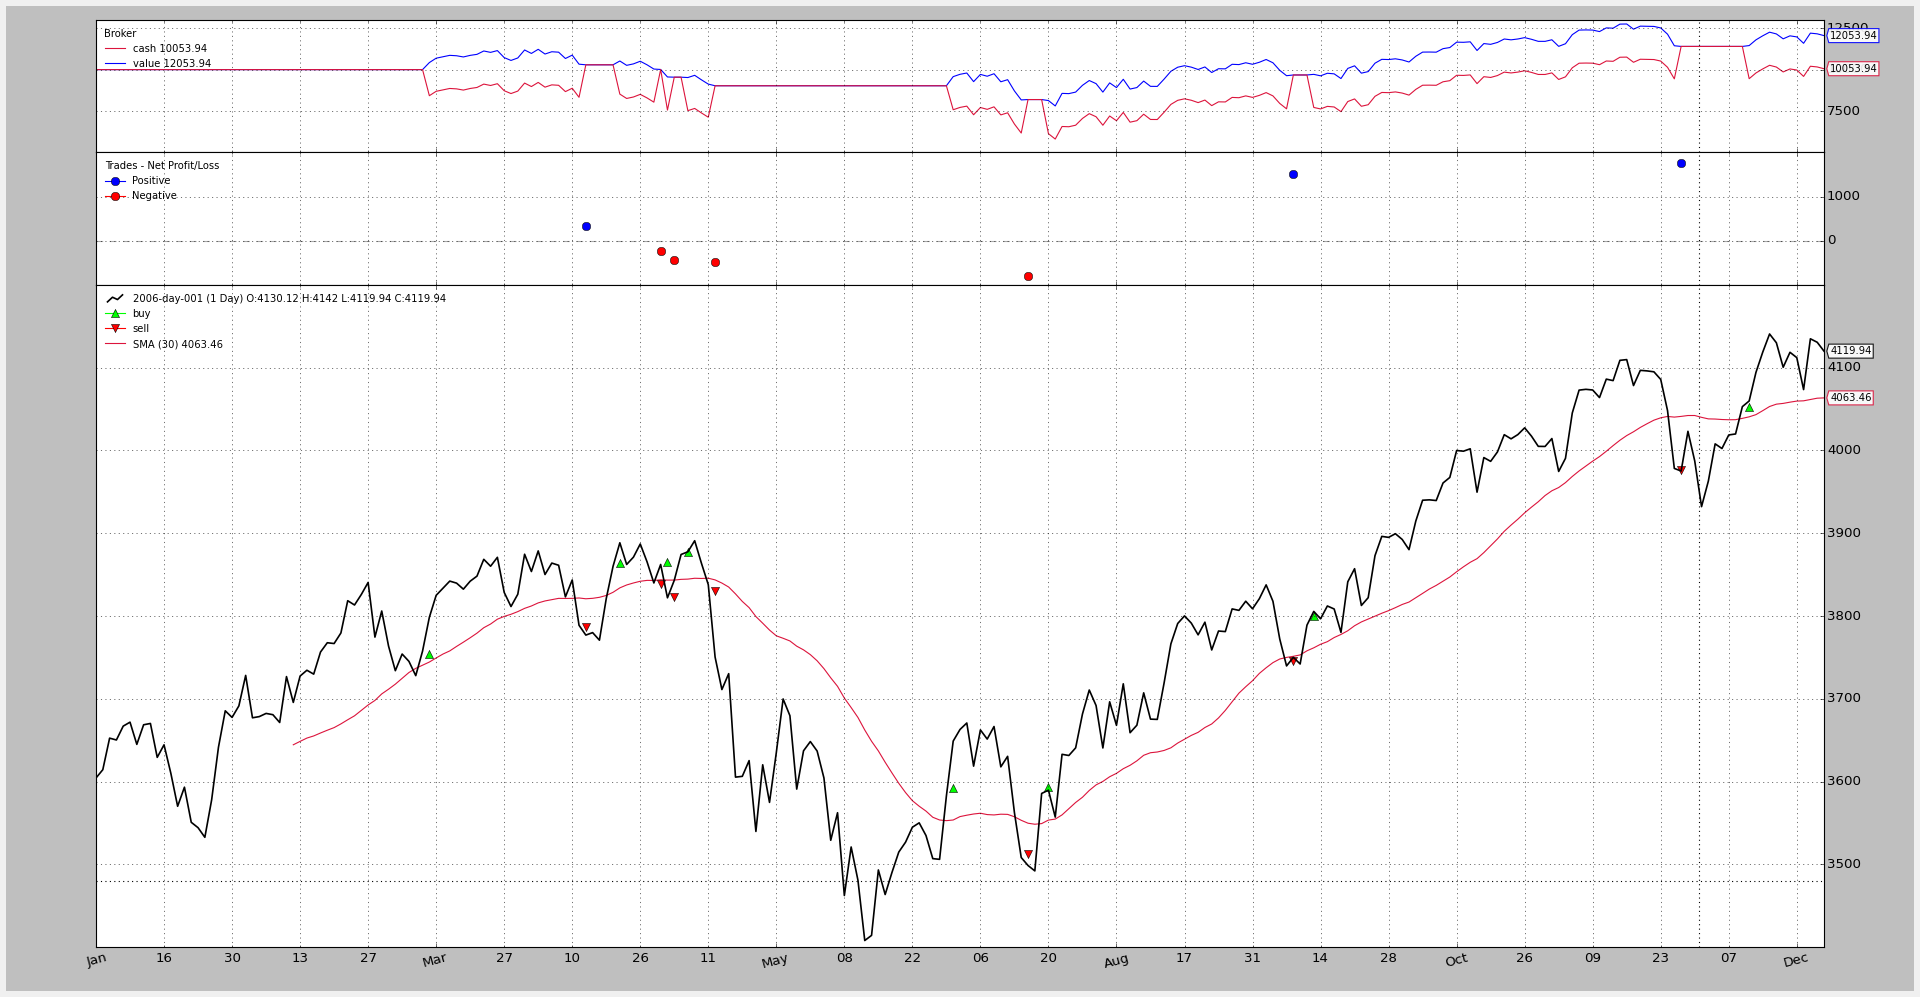 Broker
cash 10053.94
value 12053.94
12500
12053.94
10053.94
7500
Trades - Net Profit/Loss
Positive
Negative
1000
0
2006-day-001 (1 Day) O:4130.12 H:4142 L:4119.94 C:4119.94
buy
sell
SMA (30) 4063.46
4119.94
4100
4063.46
4000
3900
3800
3700
3600
3500
Jan 16 30 13 27 Mar 27 10 26 11 May 08 22 06 20 Aug 17 31 14 28 Oct 26 09 23 07 Dec